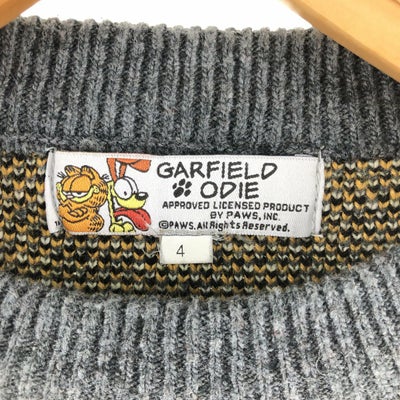 GARFIELD
ODIE
APPROVED LICENSED PRODUCT
BY PAWS, INC.
©PAWS. All Rights Reserved.
4